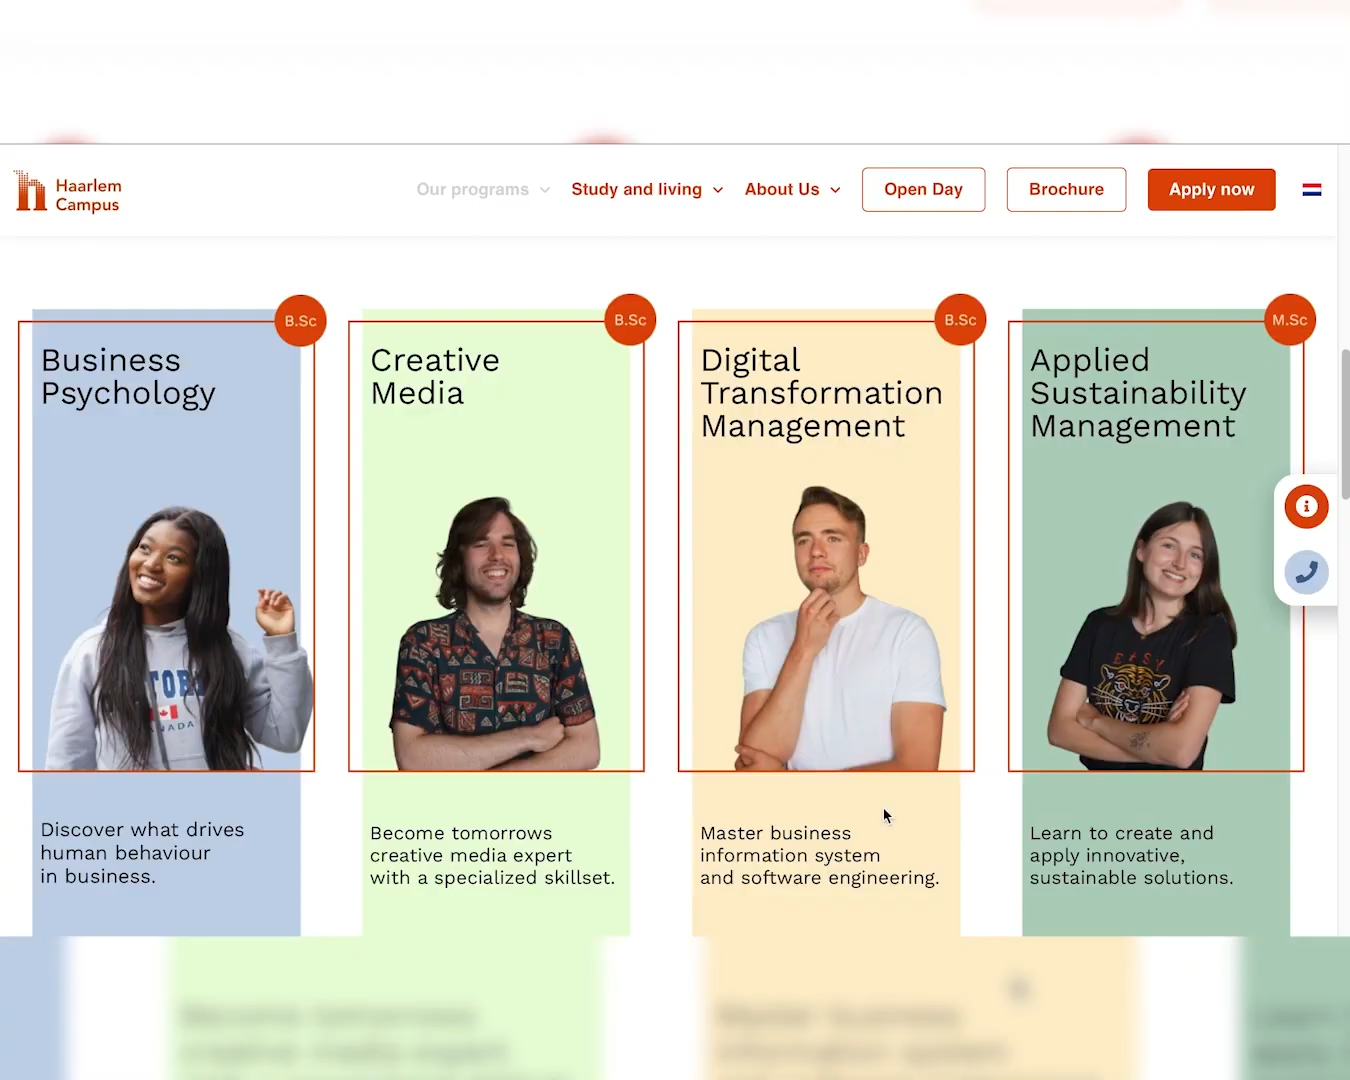 Haarlem
Campus
Our programs
Study and living
About Us
Open Day
Brochure
Apply now
B.Sc
B.Sc
B.Sc
M.Sc
Business
Psychology
Creative
Media
Digital
Transformation
Management
Applied
Sustainability
Management
TOR
NADA
EASY
Discover what drives
human behaviour
in business.
Become tomorrows
creative media expert
with a specialized skillset.
Master business
information system
and software engineering.
Learn to create and
apply innovative,
sustainable solutions.